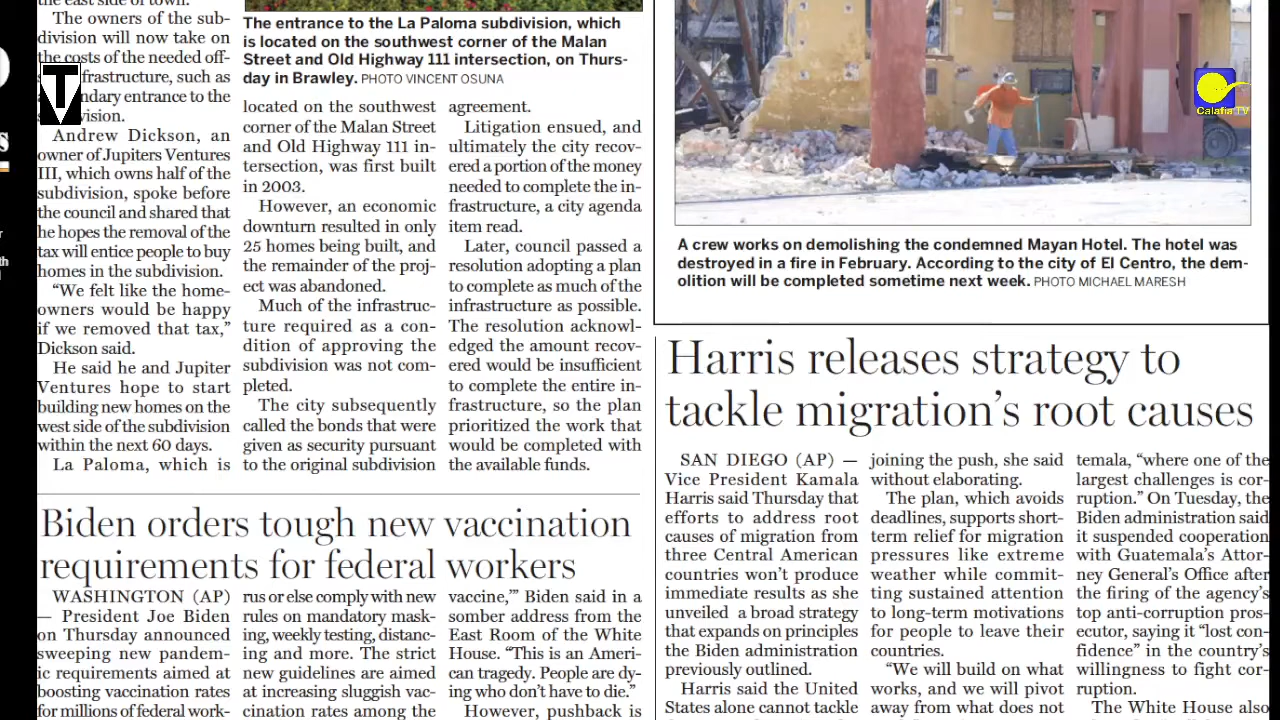 the east side of town.
The owners of the sub-
division will now take on
the costs of the needed off-
frastructure, such as
ndary entrance to the
vision.
Andrew Dickson, an
owner of Jupiters Ventures
III, which owns half of the
subdivision, spoke before
the council and shared that
he hopes the removal of the
tax will entice people to buy
homes in the subdivision.
“We felt like the home-
owners would be happy
if we removed that tax,”
Dickson said.
He said he and Jupiter
Ventures hope to start
building new homes on the
west side of the subdivision
within the next 60 days.
La Paloma, which is
The entrance to the La Paloma subdivision, which
is located on the southwest corner of the Malan
Street and Old Highway 111 intersection, on Thurs-
day in Brawley. PHOTO VINCENT OSUNA
located on the southwest
corner of the Malan Street
and Old Highway 111 in-
tersection, was first built
in 2003.
However, an economic
downturn resulted in only
25 homes being built, and
the remainder of the proj-
ect was abandoned.
Much of the infrastruc-
ture required as a con-
dition of approving the
subdivision was not com-
pleted.
The city subsequently
called the bonds that were
given as security pursuant
to the original subdivision
agreement.
Litigation ensued, and
ultimately the city recov-
ered a portion of the money
needed to complete the in-
frastructure, a city agenda
item read.
Later, council passed a
resolution adopting a plan
to complete as much of the
infrastructure as possible.
The resolution acknowl-
edged the amount recov-
ered would be insufficient
to complete the entire in-
frastructure, so the plan
prioritized the work that
would be completed with
the available funds.
T
Calafia TV
A crew works on demolishing the condemned Mayan Hotel. The hotel was
destroyed in a fire in February. According to the city of El Centro, the dem-
olition will be completed sometime next week. PHOTO MICHAEL MARESH
Biden orders tough new vaccination
requirements for federal workers
WASHINGTON (AP)
— President Joe Biden
on Thursday announced
sweeping new pandem-
ic requirements aimed at
boosting vaccination rates
for millions of federal work-
rus or else comply with new
rules on mandatory mask-
ing, weekly testing, distanc-
ing and more. The strict
new guidelines are aimed
at increasing sluggish vac-
cination rates among the
vaccine,’” Biden said in a
somber address from the
East Room of the White
House. “This is an Ameri-
can tragedy. People are dy-
ing who don’t have to die.”
However, pushback is
Harris releases strategy to
tackle migration’s root causes
SAN DIEGO (AP) —
Vice President Kamala
Harris said Thursday that
efforts to address root
causes of migration from
three Central American
countries won’t produce
immediate results as she
unveiled a broad strategy
that expands on principles
the Biden administration
previously outlined.
Harris said the United
States alone cannot tackle
joining the push, she said
without elaborating.
The plan, which avoids
deadlines, supports short-
term relief for migration
pressures like extreme
weather while commit-
ting sustained attention
to long-term motivations
for people to leave their
countries.
“We will build on what
works, and we will pivot
away from what does not
temala, “where one of the
largest challenges is cor-
ruption.” On Tuesday, the
Biden administration said
it suspended cooperation
with Guatemala’s Attor-
ney General’s Office after
the firing of the agency’s
top anti-corruption pros-
ecutor, saying it “lost con-
fidence” in the country’s
willingness to fight cor-
ruption.
The White House also